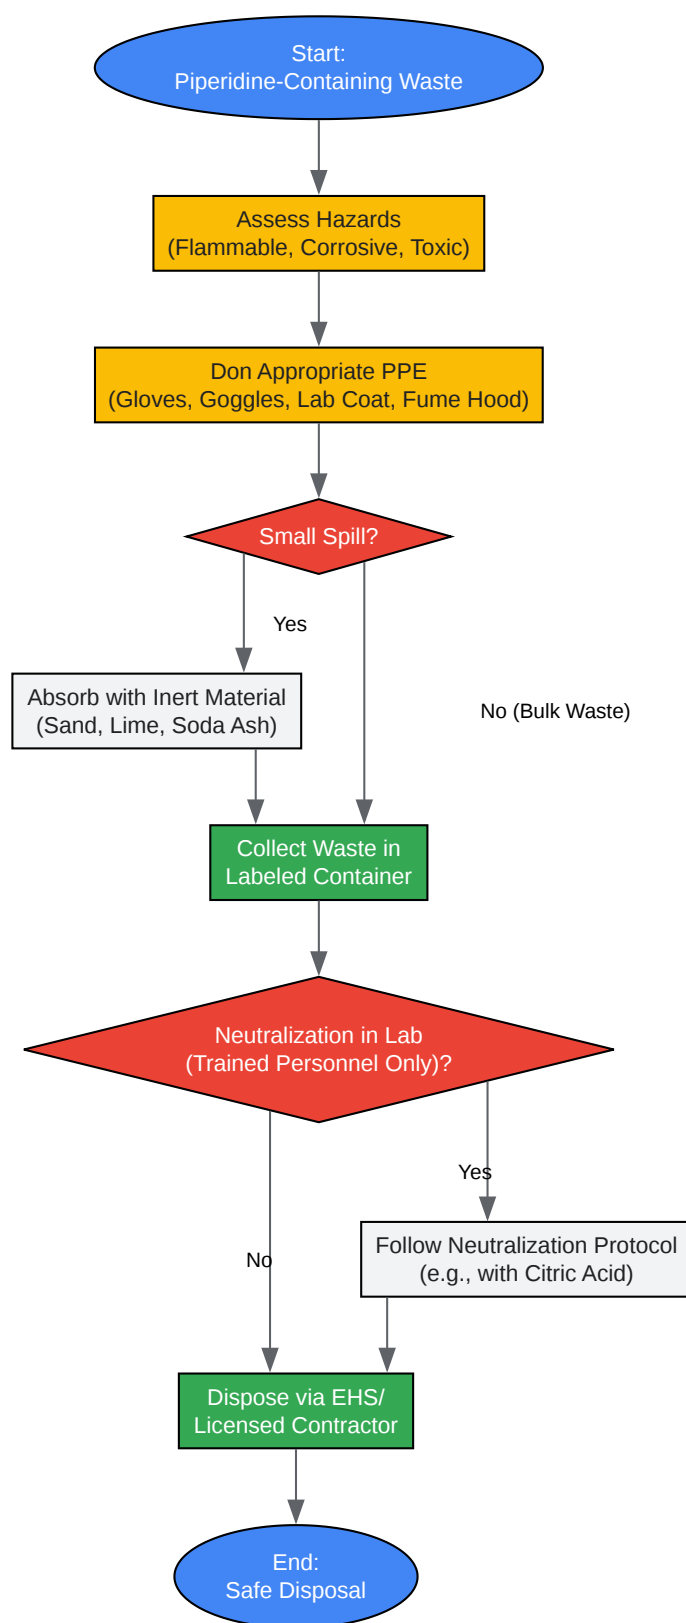 Start:
Piperidine-Containing Waste
Assess Hazards
(Flammable, Corrosive, Toxic)
Don Appropriate PPE
(Gloves, Goggles, Lab Coat, Fume Hood)
Small Spill?
Yes
Absorb with Inert Material
(Sand, Lime, Soda Ash)
No (Bulk Waste)
Collect Waste in
Labeled Container
Neutralization in Lab
(Trained Personnel Only)?
Yes
Follow Neutralization Protocol
(e.g., with Citric Acid)
No
Dispose via EHS/
Licensed Contractor
End:
Safe Disposal